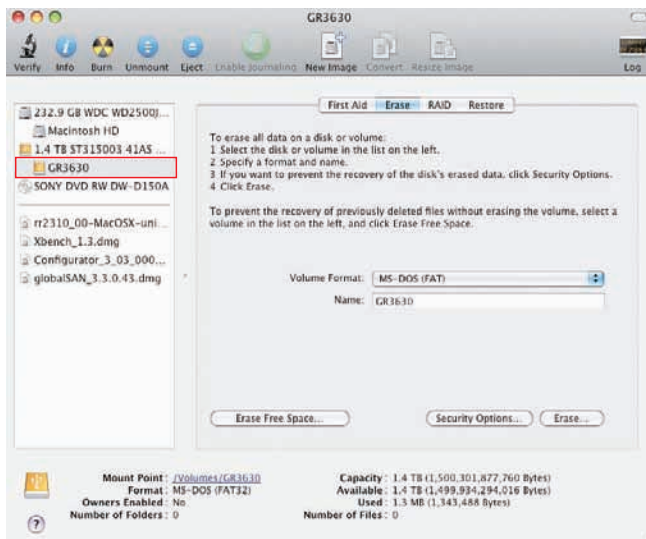 GR3630
Verify Info Burn Unmount Eject Enable Journaling New Image Convert Resize Image Log
232.9 GB WDC WD2500J...
Macintosh HD
1.4 TB ST315003 41AS ...
GR3630
SONY DVD RW DW-D150A
rr2310_00-MacOSX-uni...
Xbench_1.3.dmg
Configurator_3_03_000...
globalSAN_3.3.0.43.dmg
First Aid Erase RAID Restore
To erase all data on a disk or volume:
1 Select the disk or volume in the list on the left.
2 Specify a format and name.
3 If you want to prevent the recovery of the disk's erased data, click Security Options.
4 Click Erase.
To prevent the recovery of previously deleted files without erasing the volume, select a
volume in the list on the left, and click Erase Free Space.
Volume Format: MS-DOS (FAT)
Name: GR3630
Erase Free Space... Security Options... Erase...
Mount Point: /Volumes/GR3630
Format: MS-DOS (FAT32)
Owners Enabled: No
Number of Folders: 0
Capacity: 1.4 TB (1,500,301,877,760 Bytes)
Available: 1.4 TB (1,499,934,294,016 Bytes)
Used: 1.3 MB (1,343,488 Bytes)
Number of Files: 0
?